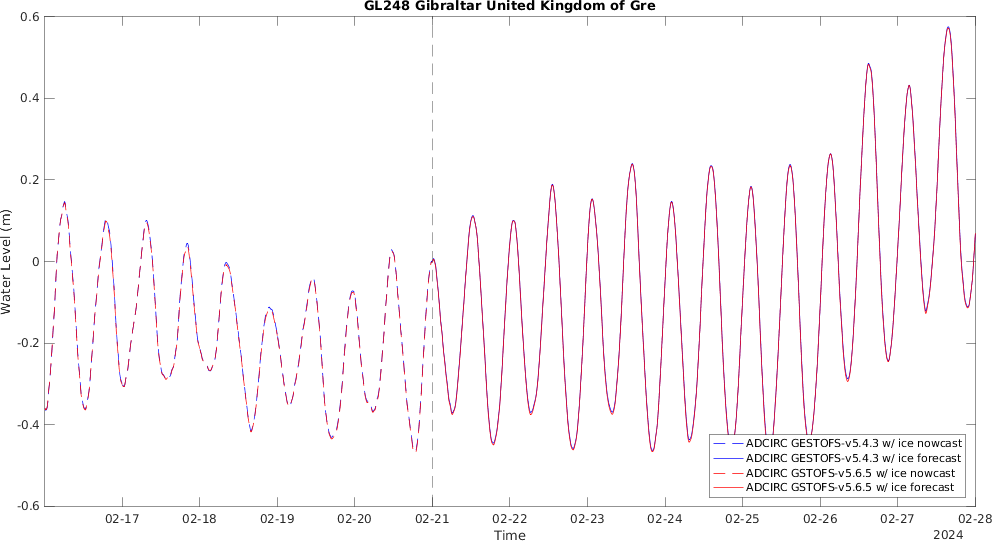 GL248 Gibraltar United Kingdom of Gre
0.6
0.4
0.2
0
-0.2
-0.4
-0.6
Water Level (m)
ADCIRC GESTOFS-v5.4.3 w/ ice nowcast
ADCIRC GESTOFS-v5.4.3 w/ ice forecast
ADCIRC GSTOFS-v5.6.5 w/ ice nowcast
ADCIRC GSTOFS-v5.6.5 w/ ice forecast
02-17 02-18 02-19 02-20 02-21 02-22 02-23 02-24 02-25 02-26 02-27 02-28
Time
2024